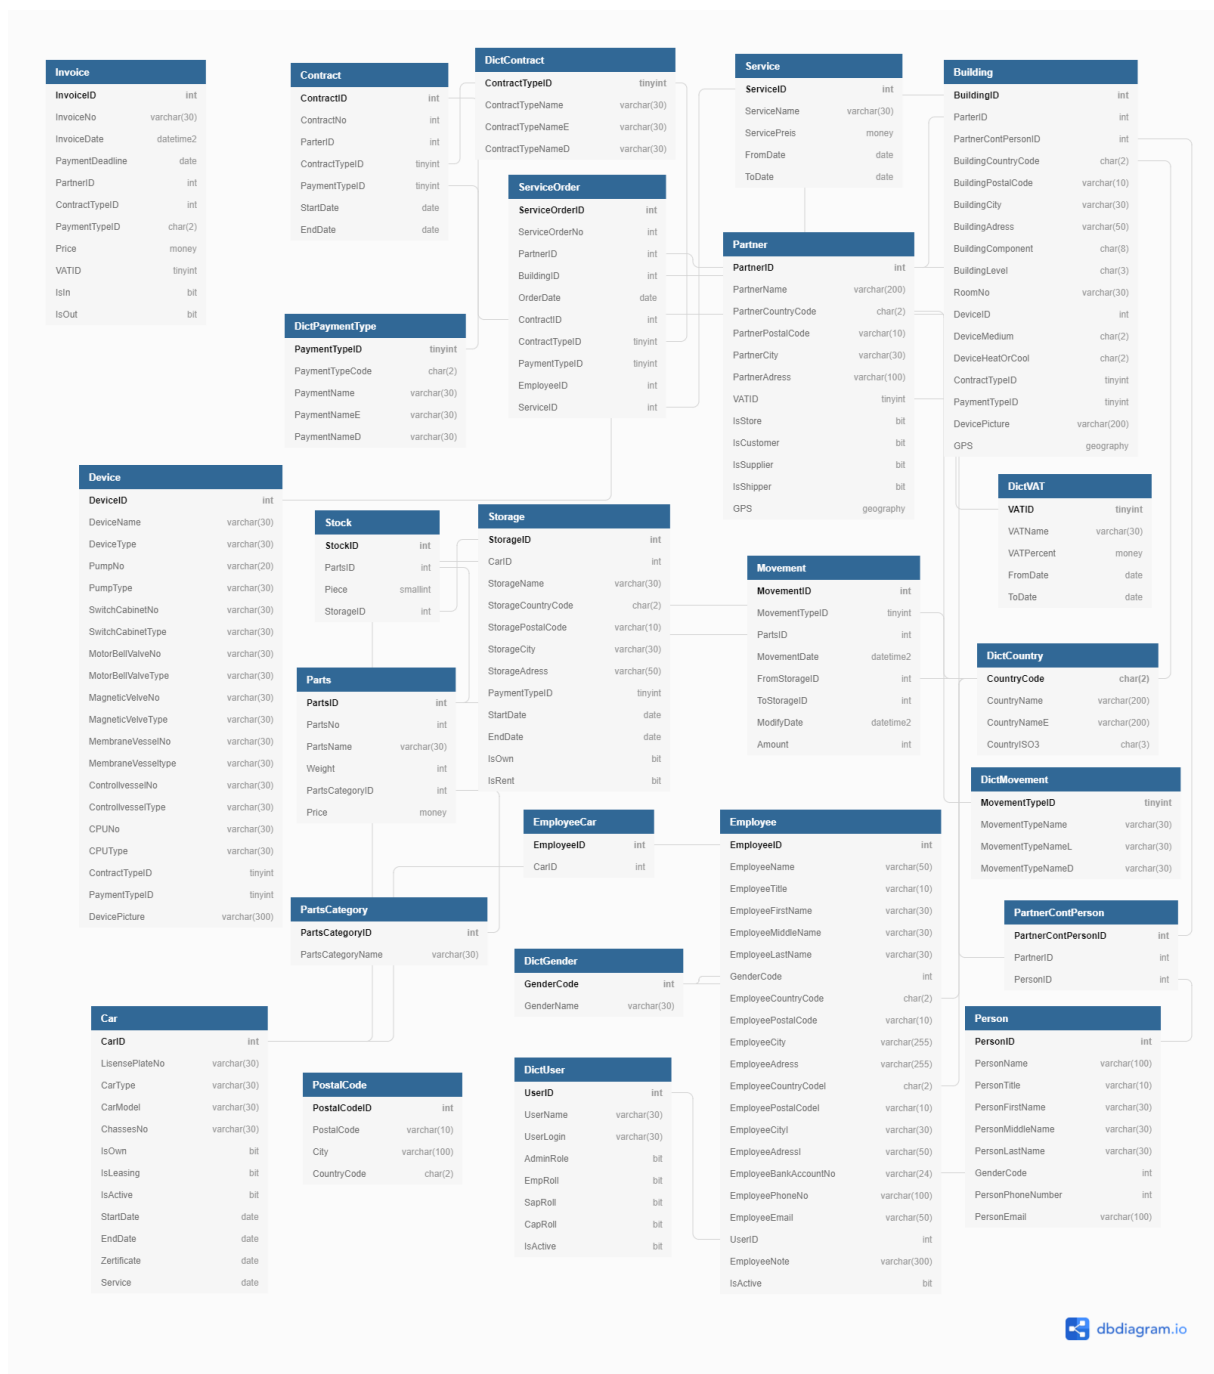 Invoice
InvoiceID int
InvoiceNo varchar(30)
InvoiceDate datetime2
PaymentDeadline date
PartnerID int
ContractTypeID int
PaymentTypeID char(2)
Price money
VATID tinyint
IsIn bit
IsOut bit
Contract
ContractID int
ContractNo int
ParterID int
ContractTypeID tinyint
PaymentTypeID tinyint
StartDate date
EndDate date
DictContract
ContractTypeID tinyint
ContractTypeName varchar(30)
ContractTypeNameE varchar(30)
ContractTypeNameD varchar(30)
Service
ServiceID int
ServiceName varchar(30)
ServicePreis money
FromDate date
ToDate date
Building
BuildingID int
ParterID int
PartnerContPersonID int
BuildingCountryCode char(2)
BuildingPostalCode varchar(10)
BuildingCity varchar(30)
BuildingAdress varchar(50)
BuildingComponent char(8)
BuildingLevel char(3)
RoomNo varchar(30)
DeviceID int
DeviceMedium char(2)
DeviceHeatOrCool char(2)
ContractTypeID tinyint
PaymentTypeID tinyint
DevicePicture varchar(200)
GPS geography
ServiceOrder
ServiceOrderID int
ServiceOrderNo int
PartnerID int
BuildingID int
OrderDate date
ContractID int
ContractTypeID tinyint
PaymentTypeID tinyint
EmployeeID int
ServiceID int
Partner
PartnerID int
PartnerName varchar(200)
PartnerCountryCode char(2)
PartnerPostalCode varchar(10)
PartnerCity varchar(30)
PartnerAdress varchar(100)
VATID tinyint
IsStore bit
IsCustomer bit
IsSupplier bit
IsShipper bit
GPS geography
DictPaymentType
PaymentTypeID tinyint
PaymentTypeCode char(2)
PaymentName varchar(30)
PaymentNameE varchar(30)
PaymentNameD varchar(30)
Device
DeviceID int
DeviceName varchar(30)
DeviceType varchar(30)
PumpNo varchar(20)
PumpType varchar(30)
SwitchCabinetNo varchar(30)
SwitchCabinetType varchar(30)
MotorBellValveNo varchar(30)
MotorBellValveType varchar(30)
MagneticVelveNo varchar(30)
MagneticVelveType varchar(30)
MembraneVesselNo varchar(30)
MembraneVesseltype varchar(30)
ControllvesselNo varchar(30)
ControllvesselType varchar(30)
CPUNo varchar(30)
CPUType varchar(30)
ContractTypeID tinyint
PaymentTypeID tinyint
DevicePicture varchar(300)
Stock
StockID int
PartsID int
Piece smallint
StorageID int
Storage
StorageID int
CarID int
StorageName varchar(30)
StorageCountryCode char(2)
StoragePostalCode varchar(10)
StorageCity varchar(30)
StorageAdress varchar(50)
PaymentTypeID tinyint
StartDate date
EndDate date
IsOwn bit
IsRent bit
DictVAT
VATID tinyint
VATName varchar(30)
VATPercent money
FromDate date
ToDate date
Movement
MovementID int
MovementTypeID tinyint
PartsID int
MovementDate datetime2
FromStorageID int
ToStorageID int
ModifyDate datetime2
Amount int
DictCountry
CountryCode char(2)
CountryName varchar(200)
CountryNameE varchar(200)
CountryISO3 char(3)
Parts
PartsID int
PartsNo int
PartsName varchar(30)
Weight int
PartsCategoryID int
Price money
DictMovement
MovementTypeID tinyint
MovementTypeName varchar(30)
MovementTypeNameL varchar(30)
MovementTypeNameD varchar(30)
EmployeeCar
EmployeeID int
CarID int
Employee
EmployeeID int
EmployeeName varchar(50)
EmployeeTitle varchar(10)
EmployeeFirstName varchar(30)
EmployeeMiddleName varchar(30)
EmployeeLastName varchar(30)
GenderCode int
EmployeeCountryCode char(2)
EmployeePostalCode varchar(10)
EmployeeCity varchar(255)
EmployeeAdress varchar(255)
EmployeeCountryCodeI char(2)
EmployeePostalCodeI varchar(10)
EmployeeCityI varchar(30)
EmployeeAdressI varchar(50)
EmployeeBankAccountNo varchar(24)
EmployeePhoneNo varchar(100)
EmployeeEmail varchar(50)
UserID int
EmployeeNote varchar(300)
IsActive bit
PartsCategory
PartsCategoryID int
PartsCategoryName varchar(30)
PartnerContPerson
PartnerContPersonID int
PartnerID int
PersonID int
DictGender
GenderCode int
GenderName varchar(30)
Car
CarID int
LisensePlateNo varchar(30)
CarType varchar(30)
CarModel varchar(30)
ChassesNo varchar(30)
IsOwn bit
IsLeasing bit
IsActive bit
StartDate date
EndDate date
Zertificate date
Service date
PostalCode
PostalCodeID int
PostalCode varchar(10)
City varchar(100)
CountryCode char(2)
DictUser
UserID int
UserName varchar(30)
UserLogin varchar(30)
AdminRole bit
EmpRoll bit
SapRoll bit
CapRoll bit
IsActive bit
Person
PersonID int
PersonName varchar(100)
PersonTitle varchar(10)
PersonFirstName varchar(30)
PersonMiddleName varchar(30)
PersonLastName varchar(30)
GenderCode int
PersonPhoneNumber int
PersonEmail varchar(100)
dbdiagram.io